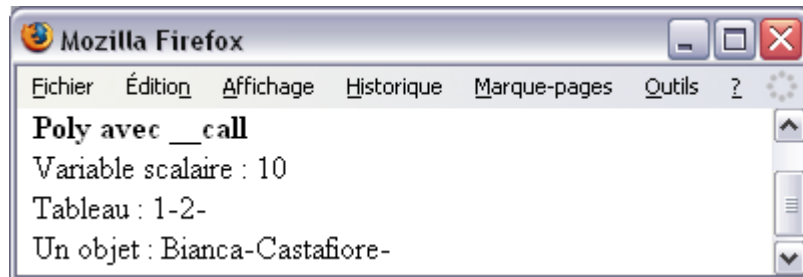 Mozilla Firefox
Fichier Édition Affichage Historique Marque-pages Outils ?
Poly avec __call
Variable scalaire : 10
Tableau : 1-2-
Un objet : Bianca-Castafiore-